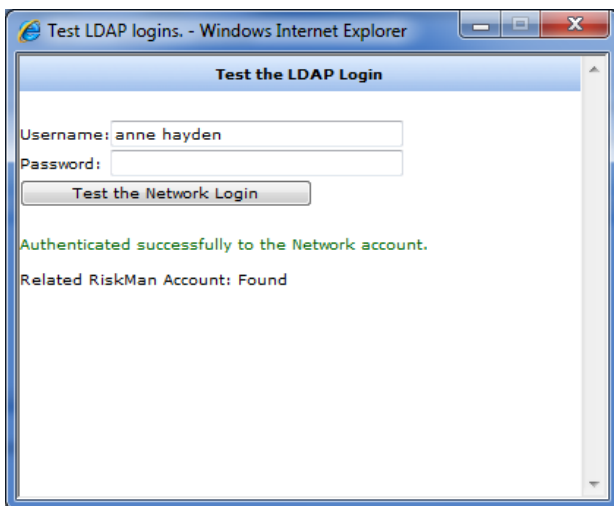 Test LDAP logins. - Windows Internet Explorer
Test the LDAP Login
Username: anne hayden
Password:
Test the Network Login
Authenticated successfully to the Network account.
Related RiskMan Account: Found